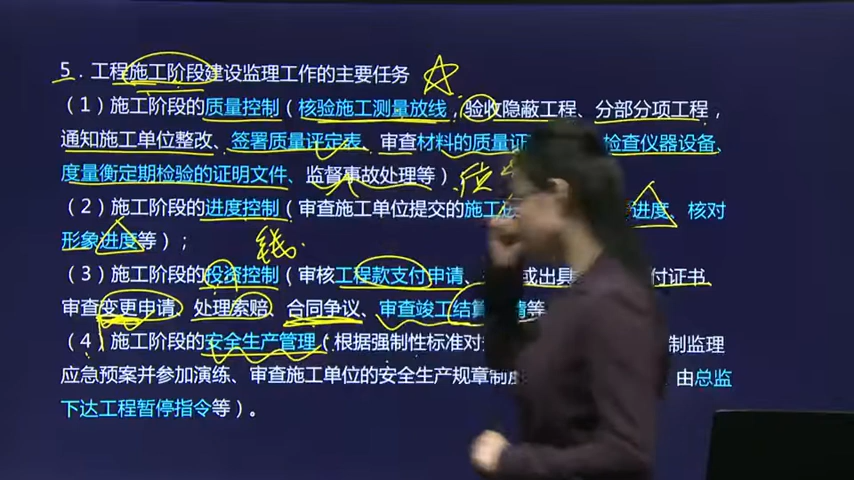 5．工程施工阶段建设监理工作的主要任务
（1）施工阶段的质量控制（核验施工测量放线，验收隐蔽工程、分部分项工程，
通知施工单位整改、签署质量评定表、审查材料的质量证 检查仪器设备、
度量衡定期检验的证明文件、监督事故处理等）
（2）施工阶段的进度控制（审查施工单位提交的施工 进度、核对
形象进度等）；
钱
（3）施工阶段的投资控制（审核工程款支付申请、 或出具 付证书
审查变更申请、处理索赔、合同争议、审查竣工结算 请等
（4）施工阶段的安全生产管理（根据强制性标准对 制监理
应急预案并参加演练、审查施工单位的安全生产规章制度 由总监
下达工程暂停指令等）。